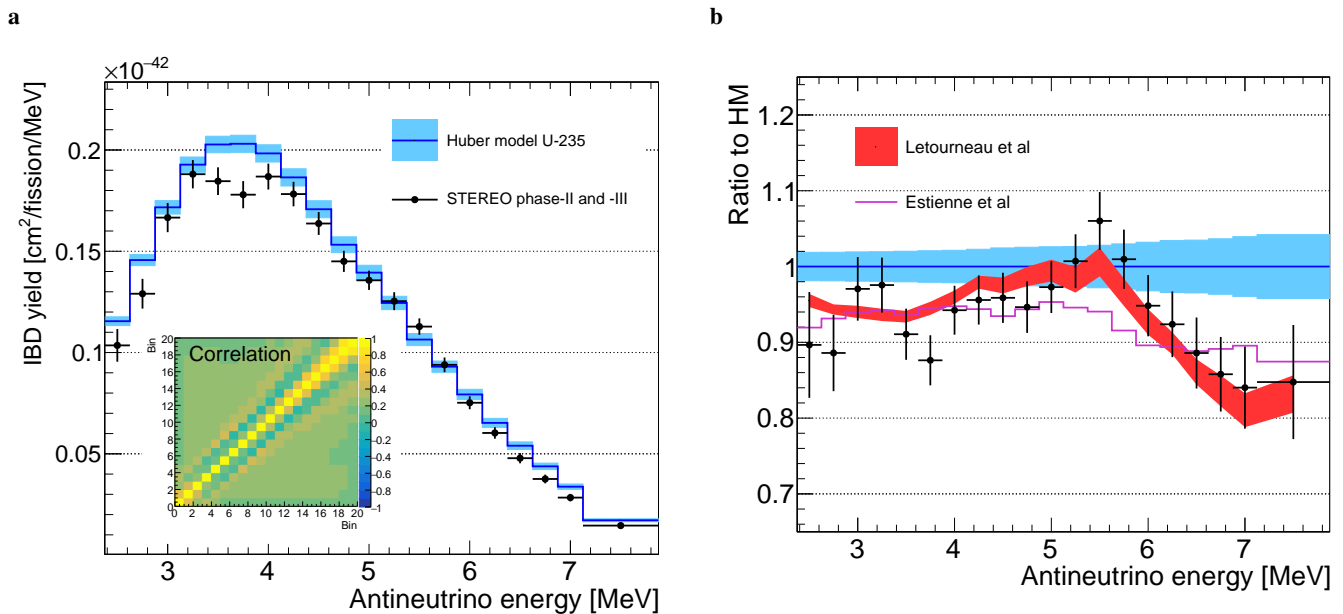 a
×10⁻⁴²
IBD yield [cm²/fission/MeV]
0.2
0.15
0.1
0.05
Huber model U-235
STEREO phase-II and -III
Correlation
Bin
20
18
16
14
12
10
8
6
4
2
0
0 2 4 6 8 10 12 14 16 18 20
Bin
1
0.8
0.6
0.4
0.2
0
−0.2
−0.4
−0.6
−0.8
−1
3 4 5 6 7
Antineutrino energy [MeV]
b
Ratio to HM
1.2
1.1
1
0.9
0.8
0.7
Letourneau et al
Estienne et al
3 4 5 6 7
Antineutrino energy [MeV]